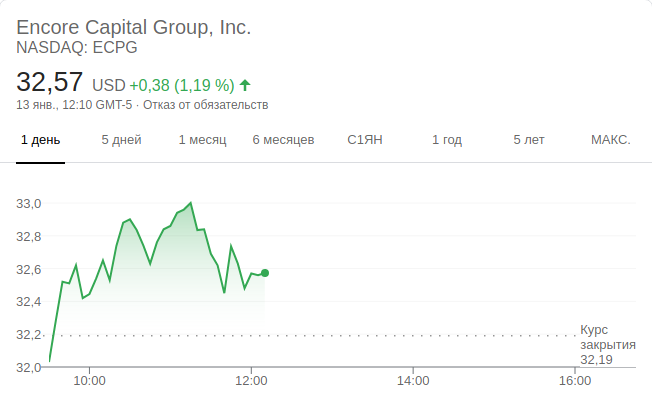 Encore Capital Group, Inc.
NASDAQ: ECPG
32,57 USD +0,38 (1,19 %)
13 янв., 12:10 GMT-5 · Отказ от обязательств
1 день 5 дней 1 месяц 6 месяцев С1ЯН 1 год 5 лет МАКС.
33,0
32,8
32,6
32,4
32,2
32,0
Курс
закрытия
32,19
10:00 12:00 14:00 16:00